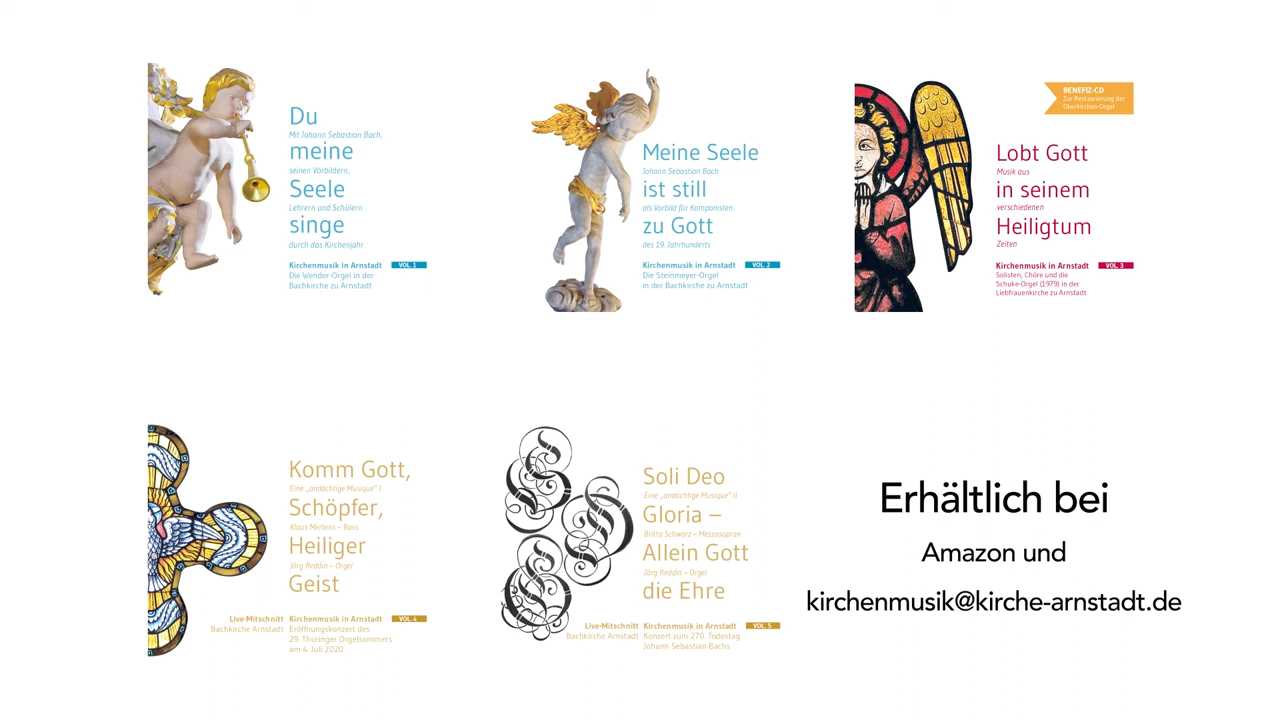 Du
Mit Johann Sebastian Bach,
meine
seinen Vorbildern,
Seele
Lehrern und Schülern
singe
durch das Kirchenjahr
Kirchenmusik in Arnstadt VOL. 1
Die Wender-Orgel in der
Bachkirche zu Arnstadt
Meine Seele
Johann Sebastian Bach
ist still
als Vorbild für Komponisten
zu Gott
des 19. Jahrhunderts
Kirchenmusik in Arnstadt VOL. 2
Die Steinmeyer-Orgel
in der Bachkirche zu Arnstadt
BENEFIZ-CD
Zur Restaurierung der
Oberkirchen-Orgel
Lobt Gott
Musik aus
in seinem
verschiedenen
Heiligtum
Zeiten
Kirchenmusik in Arnstadt VOL. 3
Solisten, Chöre und die
Schuke-Orgel (1979) in der
Liebfrauenkirche zu Arnstadt
Komm Gott,
Eine „andächtige Musique" I
Schöpfer,
Klaus Mertens – Bass
Heiliger
Jörg Reddin – Orgel
Geist
Live-Mitschnitt Kirchenmusik in Arnstadt VOL. 4
Bachkirche Arnstadt Eröffnungskonzert des
29. Thüringer Orgelsommers
am 4. Juli 2020
Soli Deo
Eine „andächtige Musique" II
Gloria –
Britta Schwarz – Mezzosopran
Allein Gott
Jörg Reddin – Orgel
die Ehre
Live-Mitschnitt Kirchenmusik in Arnstadt VOL. 5
Bachkirche Arnstadt Konzert zum 270. Todestag
Johann Sebastian Bachs
Erhältlich bei
Amazon und
kirchenmusik@kirche-arnstadt.de